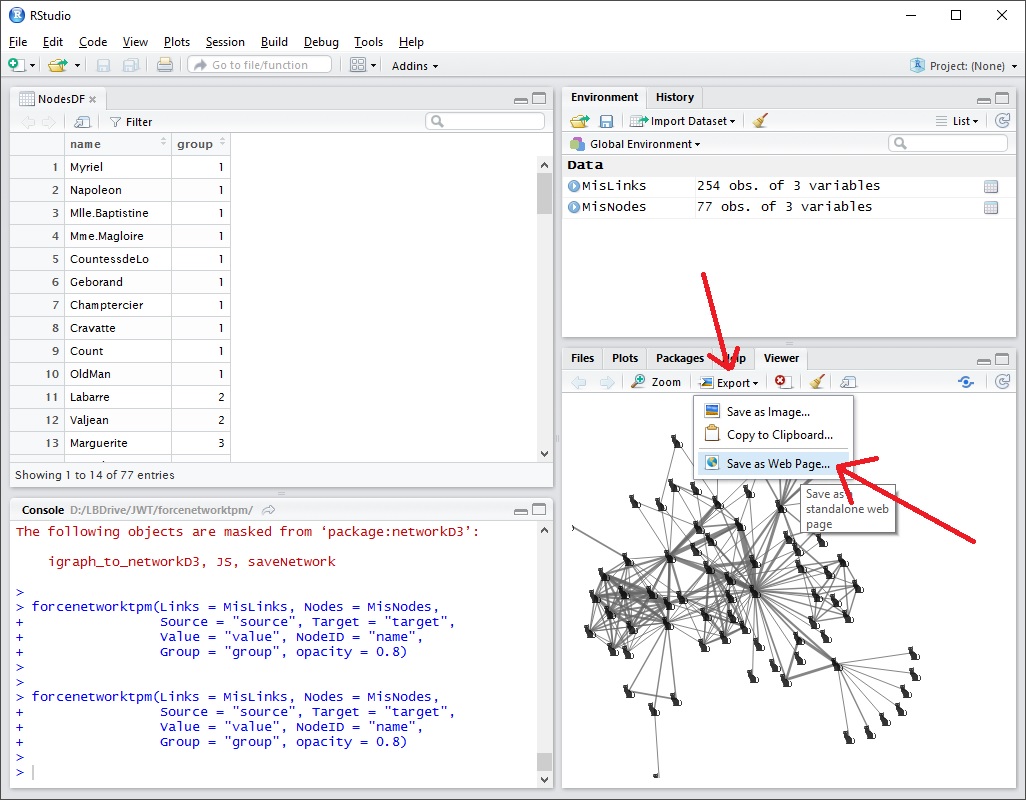 RStudio
File Edit Code View Plots Session Build Debug Tools Help
Go to file/function
Addins
Project: (None)
NodesDF
Filter
name group
1 Myriel 1
2 Napoleon 1
3 Mlle.Baptistine 1
4 Mme.Magloire 1
5 CountessdeLo 1
6 Geborand 1
7 Champtercier 1
8 Cravatte 1
9 Count 1
10 OldMan 1
11 Labarre 2
12 Valjean 2
13 Marguerite 3
Showing 1 to 14 of 77 entries
Console D:/LBDrive/JWT/forcenetworktpm/
The following objects are masked from ‘package:networkD3’:
igraph_to_networkD3, JS, saveNetwork
>
> forcenetworktpm(Links = MisLinks, Nodes = MisNodes,
+ Source = "source", Target = "target",
+ Value = "value", NodeID = "name",
+ Group = "group", opacity = 0.8)
>
>
> forcenetworktpm(Links = MisLinks, Nodes = MisNodes,
+ Source = "source", Target = "target",
+ Value = "value", NodeID = "name",
+ Group = "group", opacity = 0.8)
>
>
Environment History
Import Dataset
List
Global Environment
Data
MisLinks 254 obs. of 3 variables
MisNodes 77 obs. of 3 variables
Files Plots Packages Help Viewer
Zoom Export
Save as Image...
Copy to Clipboard...
Save as Web Page...
Save as
standalone web
page